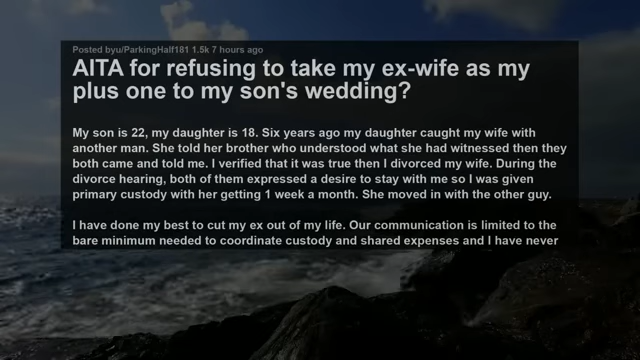 Posted byu/ParkingHalf181 1.5k 7 hours ago
AITA for refusing to take my ex-wife as my
plus one to my son's wedding?
My son is 22, my daughter is 18. Six years ago my daughter caught my wife with
another man. She told her brother who understood what she had witnessed then they
both came and told me. I verified that it was true then I divorced my wife. During the
divorce hearing, both of them expressed a desire to stay with me so I was given
primary custody with her getting 1 week a month. She moved in with the other guy.
I have done my best to cut my ex out of my life. Our communication is limited to the
bare minimum needed to coordinate custody and shared expenses and I have never